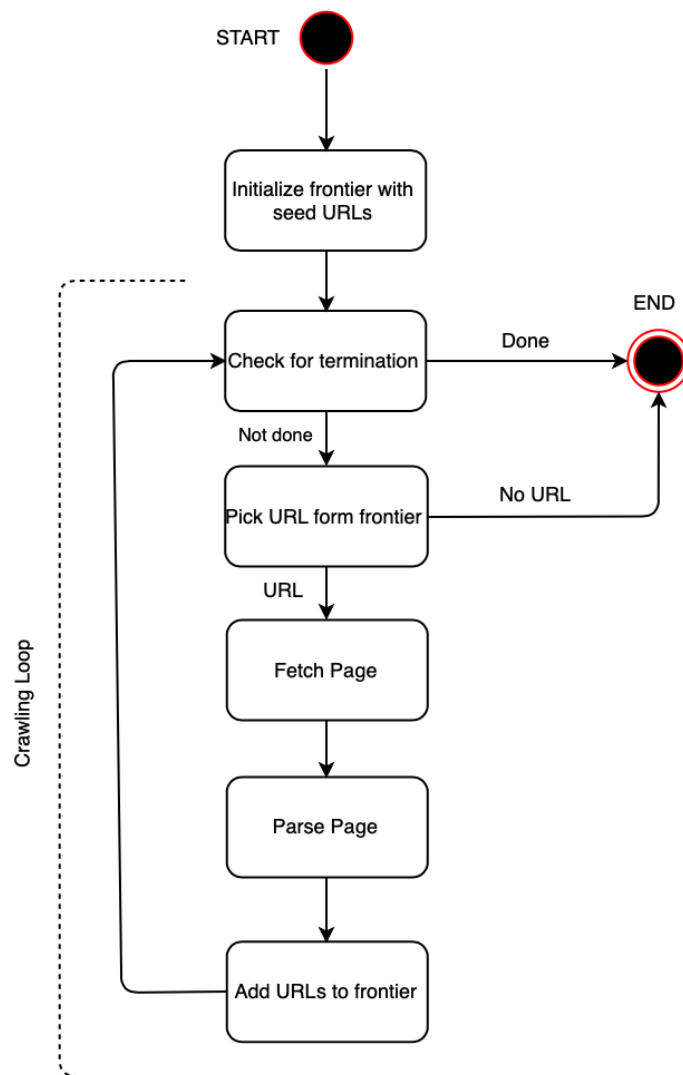 START
Initialize frontier with
seed URLs
END
Check for termination
Done
Not done
Pick URL form frontier
No URL
URL
Fetch Page
Crawling Loop
Parse Page
Add URLs to frontier